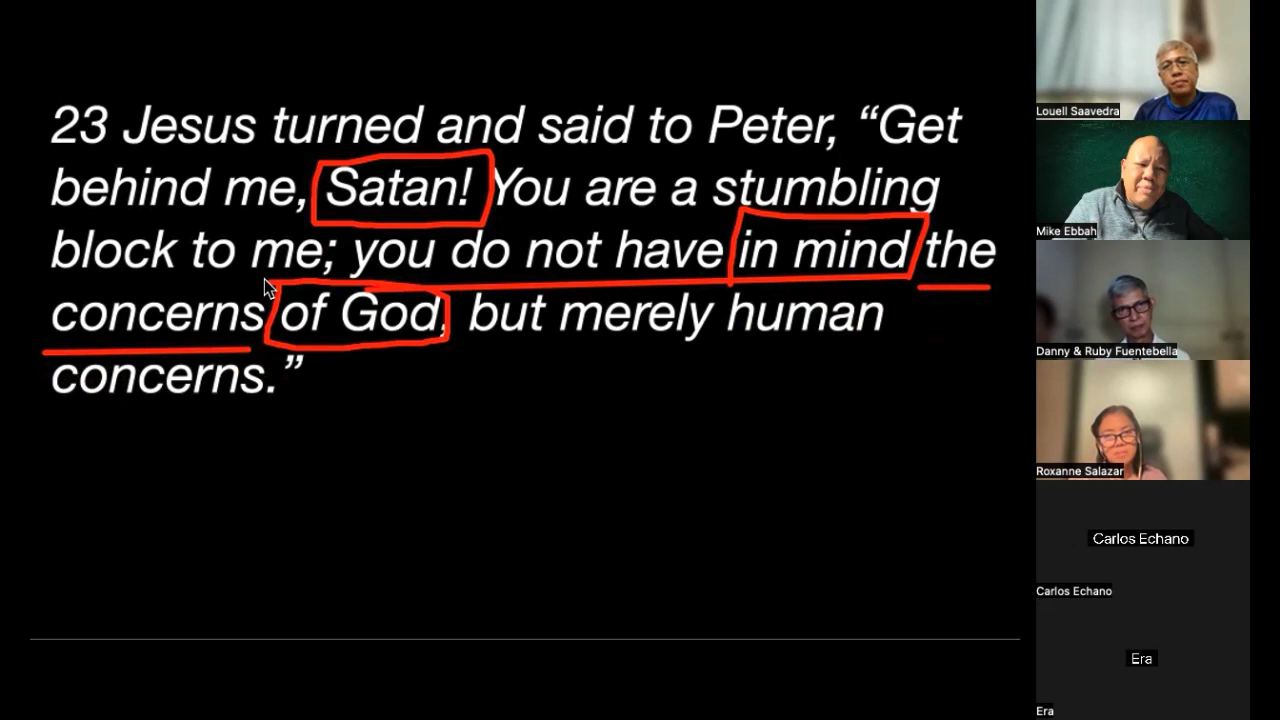 23 Jesus turned and said to Peter, “Get
behind me, Satan! You are a stumbling
block to me; you do not have in mind the
concerns of God, but merely human
concerns.”
Louell Saavedra
Mike Ebbah
Danny & Ruby Fuentebella
Roxanne Salazar
Carlos Echano
Carlos Echano
Era
Era